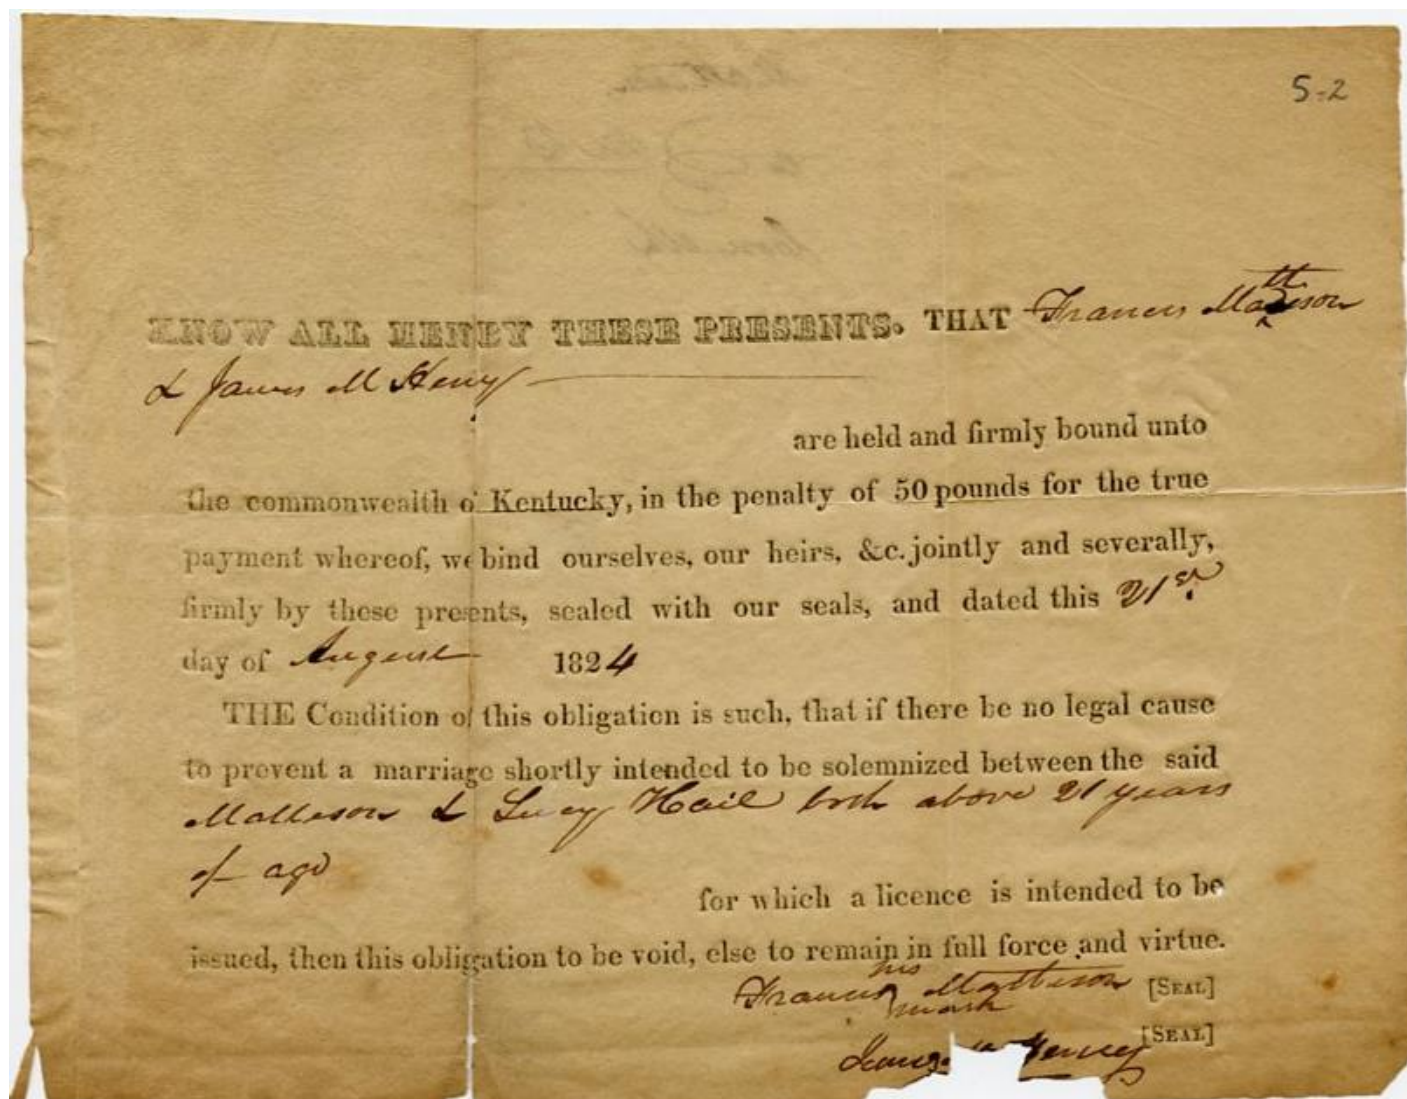 5-2
KNOW ALL MEN BY THESE PRESENTS. THAT Francis Matteson
& James M Henry
are held and firmly bound unto
the commonwealth of Kentucky, in the penalty of 50 pounds for the true
payment whereof, we bind ourselves, our heirs, &c. jointly and severally,
firmly by these presents, sealed with our seals, and dated this 21st
day of August 1824
THE Condition of this obligation is such, that if there be no legal cause
to prevent a marriage shortly intended to be solemnized between the said
Matteson & Lucy Hail both above 21 years
of age
for which a licence is intended to be
issued, then this obligation to be void, else to remain in full force and virtue.
his
Francis Matteson [SEAL]
mark
[SEAL]
James Henry